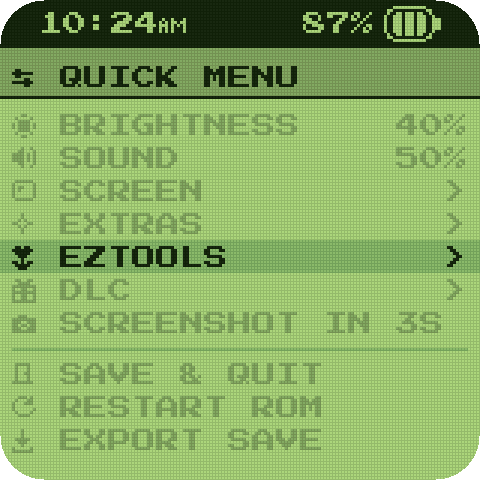 10:24AM 87%
QUICK MENU
BRIGHTNESS 40%
SOUND 50%
SCREEN >
EXTRAS >
EZTOOLS >
DLC >
SCREENSHOT IN 3S
SAVE & QUIT
RESTART ROM
EXPORT SAVE